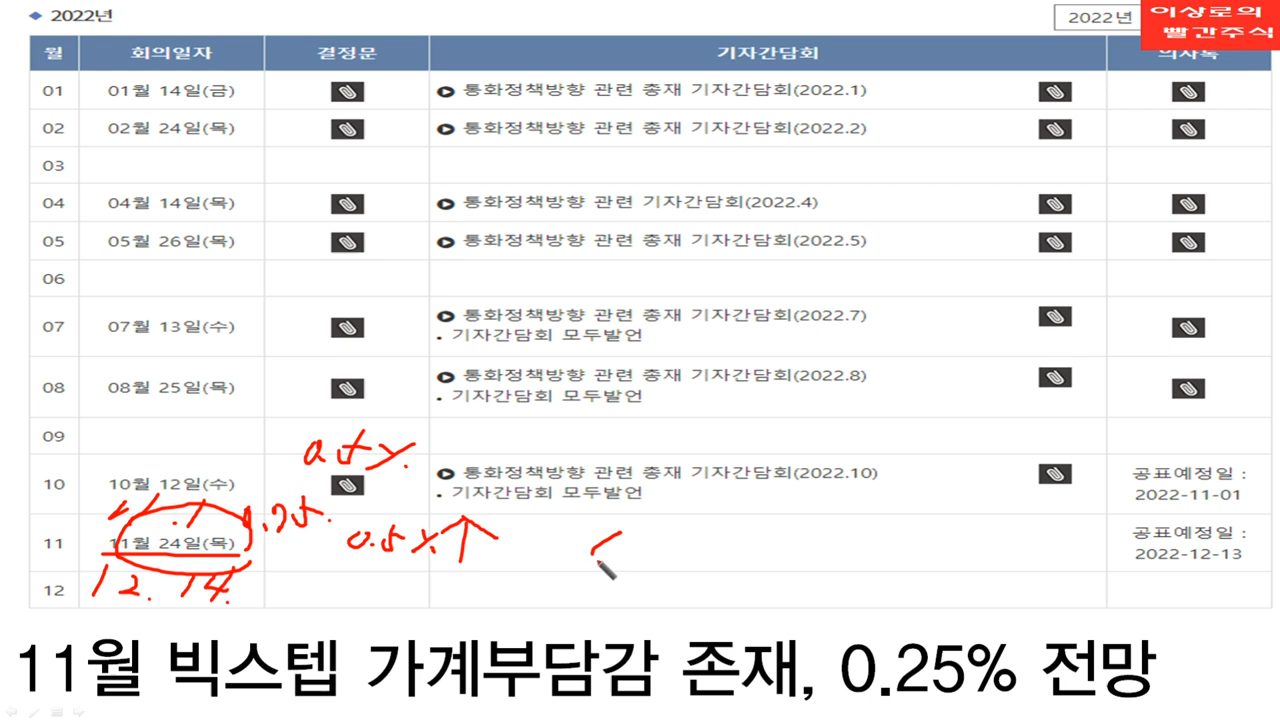 ◆ 2022년
2022년
이상로의
빨간주식
월 회의일자 결정문 기자간담회 의사록
01 01월 14일(금) 통화정책방향 관련 총재 기자간담회(2022.1)
02 02월 24일(목) 통화정책방향 관련 총재 기자간담회(2022.2)
03
04 04월 14일(목) 통화정책방향 관련 기자간담회(2022.4)
05 05월 26일(목) 통화정책방향 관련 총재 기자간담회(2022.5)
06
07 07월 13일(수) 통화정책방향 관련 총재 기자간담회(2022.7)
• 기자간담회 모두발언
08 08월 25일(목) 통화정책방향 관련 총재 기자간담회(2022.8)
• 기자간담회 모두발언
09
0.5%
10 10월 12일(수) 통화정책방향 관련 총재 기자간담회(2022.10) 공표예정일 :
• 기자간담회 모두발언 2022-11-01
11 11월 24일(목) 0.5% ↑ 공표예정일 :
2022-12-13
12 12. 14.
11월 빅스텝 가계부담감 존재, 0.25% 전망